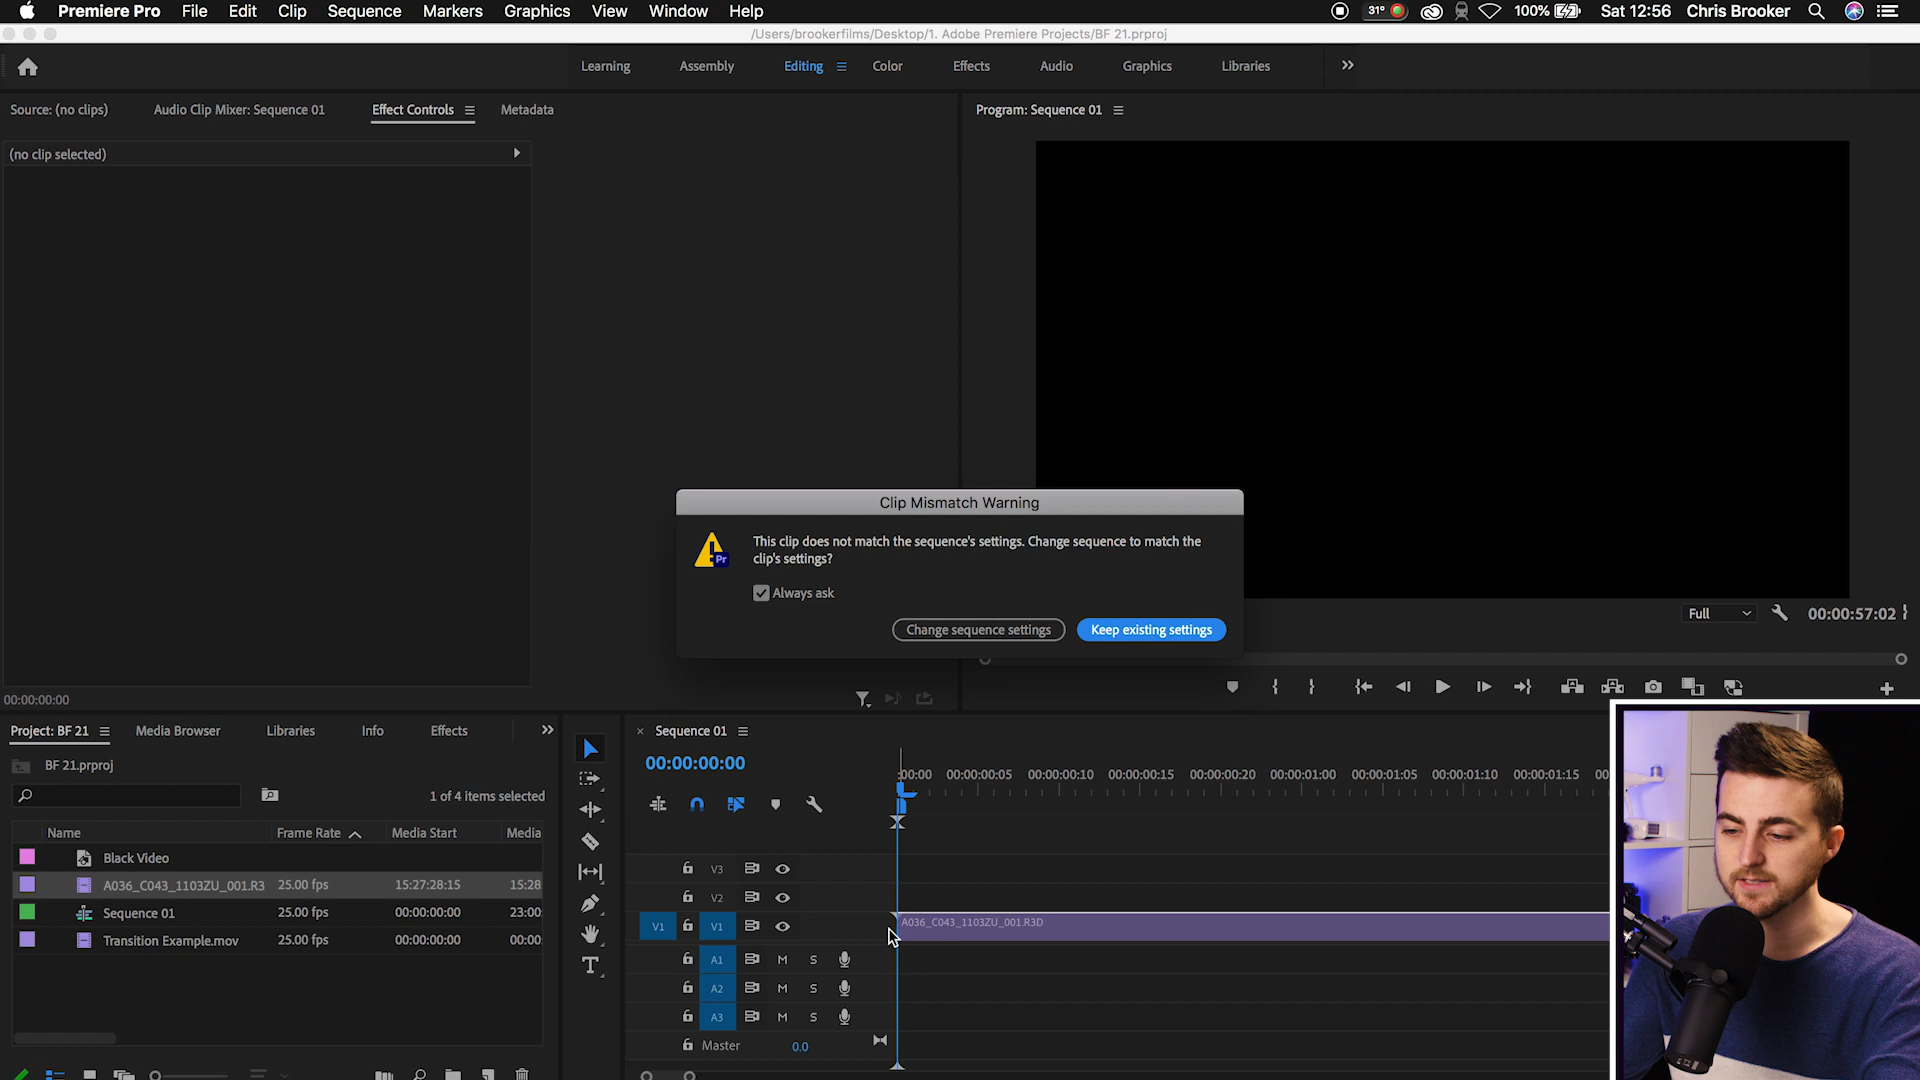 Premiere Pro File Edit Clip Sequence Markers Graphics View Window Help 31° 100% Sat 12:56 Chris Brooker
/Users/brookerfilms/Desktop/1. Adobe Premiere Projects/BF 21.prproj
Learning Assembly Editing Color Effects Audio Graphics Libraries
Source: (no clips) Audio Clip Mixer: Sequence 01 Effect Controls Metadata
Program: Sequence 01
(no clip selected)
Clip Mismatch Warning
This clip does not match the sequence's settings. Change sequence to match the
clip's settings?
Pr
Always ask
Change sequence settings Keep existing settings
Full 00:00:57:02
00:00:00:00
Project: BF 21 Media Browser Libraries Info Effects
BF 21.prproj
1 of 4 items selected
Name Frame Rate Media Start Media
Black Video
A036_C043_1103ZU_001.R3 25.00 fps 15:27:28:15 15:28
Sequence 01 25.00 fps 00:00:00:00 23:00
Transition Example.mov 25.00 fps 00:00:00:00 00:00
Sequence 01
00:00:00:00
:00:00 00:00:00:05 00:00:00:10 00:00:00:15 00:00:00:20 00:00:01:00 00:00:01:05 00:00:01:10 00:00:01:15 00
V3
V2
V1 V1 A036_C043_1103ZU_001.R3D
A1 M S
A2 M S
A3 M S
Master 0.0